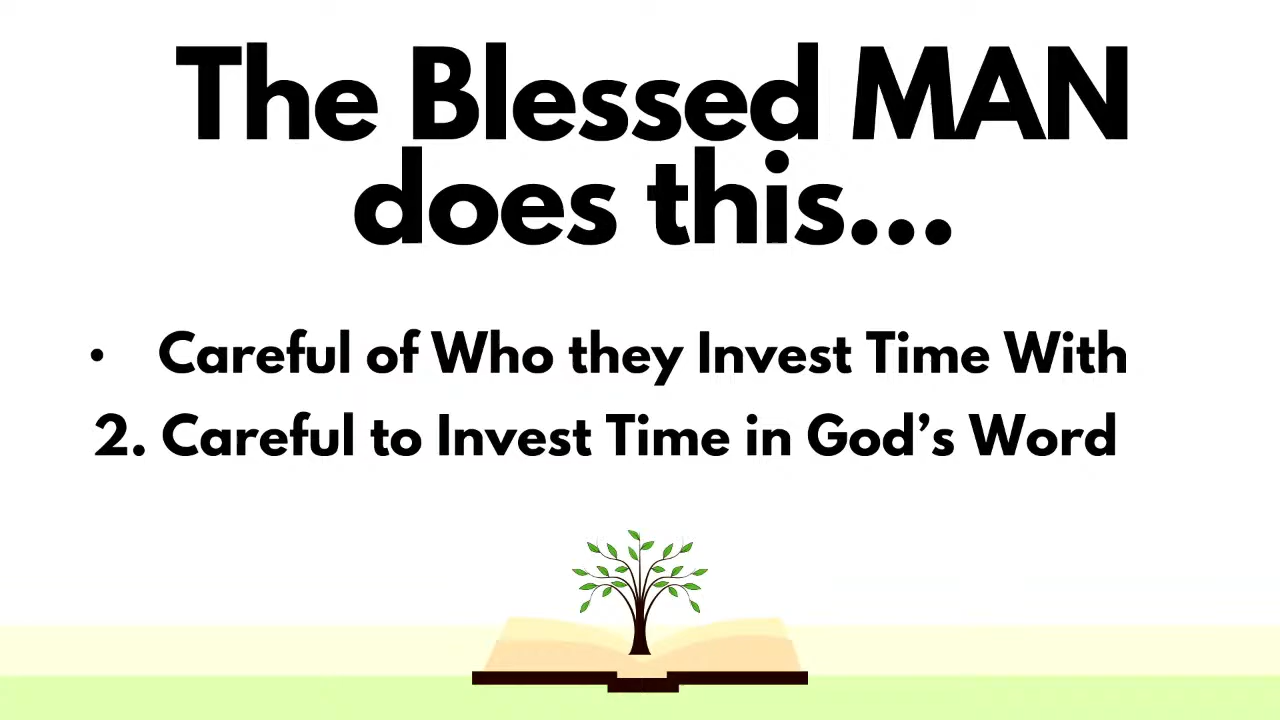 The Blessed MAN
does this...
• Careful of Who they Invest Time With
2. Careful to Invest Time in God’s Word